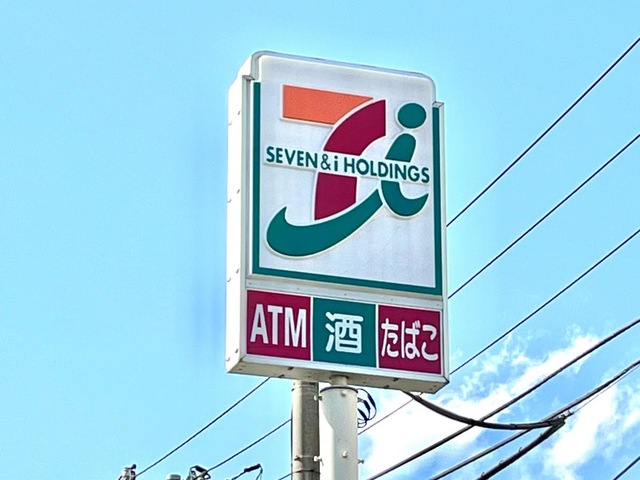 SEVEN & i HOLDINGS
ATM 酒 たばこ